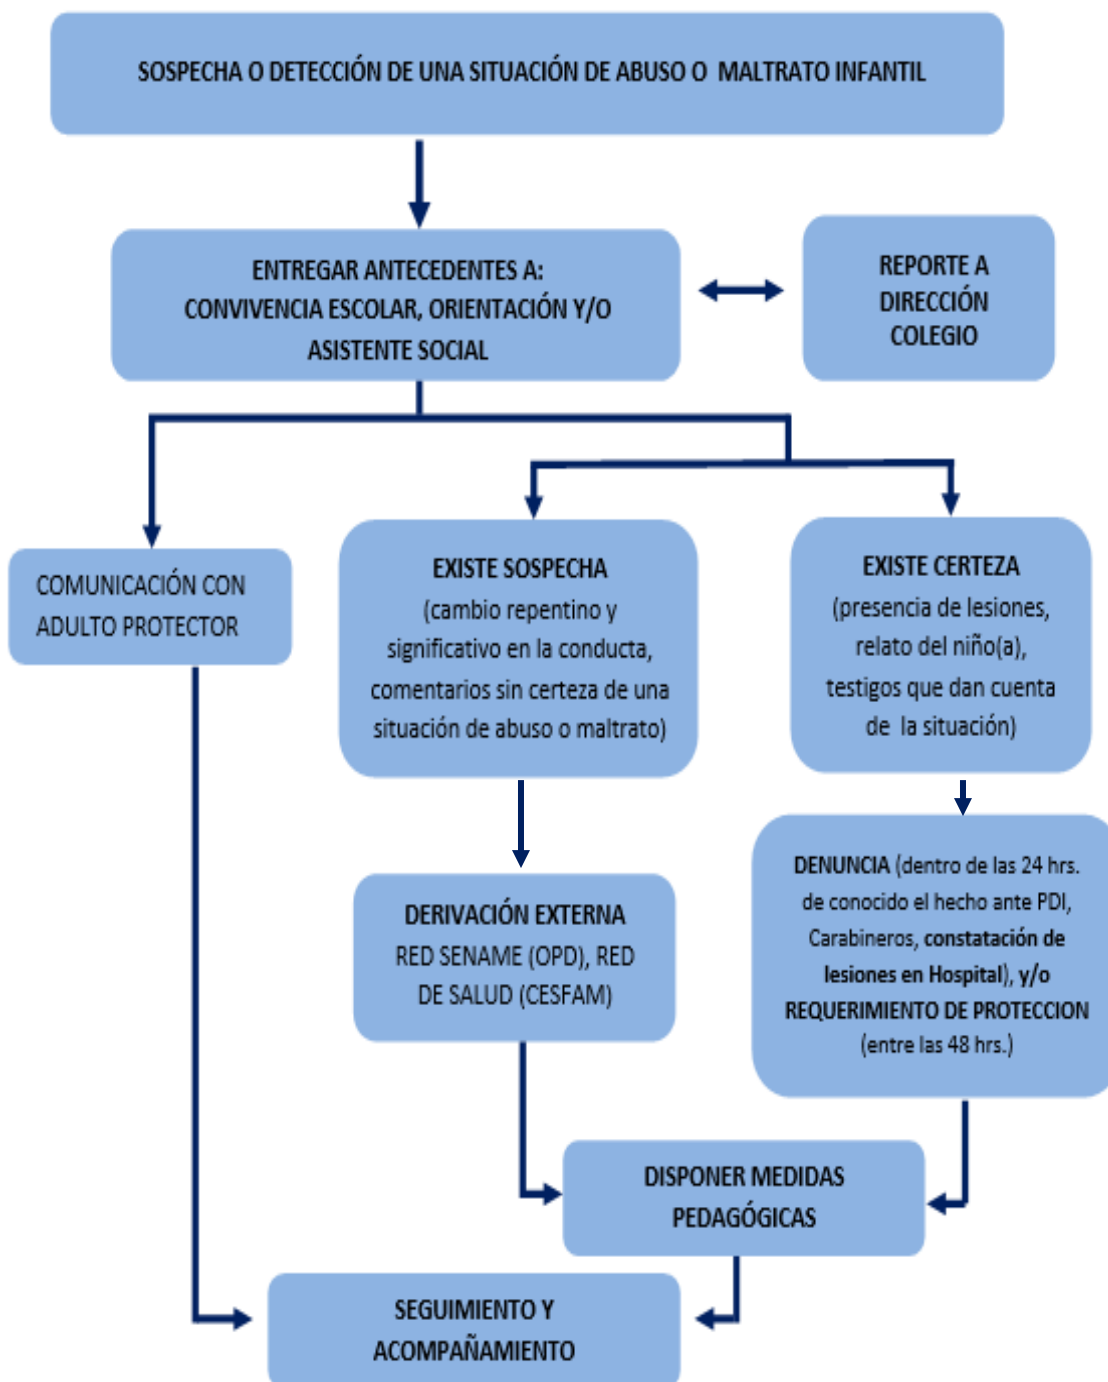 SOSPECHA O DETECCIÓN DE UNA SITUACIÓN DE ABUSO O MALTRATO INFANTIL
ENTREGAR ANTECEDENTES A:
CONVIVENCIA ESCOLAR, ORIENTACIÓN Y/O
ASISTENTE SOCIAL
REPORTE A
DIRECCIÓN
COLEGIO
COMUNICACIÓN CON
ADULTO PROTECTOR
EXISTE SOSPECHA
(cambio repentino y
significativo en la conducta,
comentarios sin certeza de una
situación de abuso o maltrato)
EXISTE CERTEZA
(presencia de lesiones,
relato del niño(a),
testigos que dan cuenta
de la situación)
DERIVACIÓN EXTERNA
RED SENAME (OPD), RED
DE SALUD (CESFAM)
DENUNCIA (dentro de las 24 hrs.
de conocido el hecho ante PDI,
Carabineros, constatación de
lesiones en Hospital), y/o
REQUERIMIENTO DE PROTECCION
(entre las 48 hrs.)
DISPONER MEDIDAS
PEDAGÓGICAS
SEGUIMIENTO Y
ACOMPAÑAMIENTO